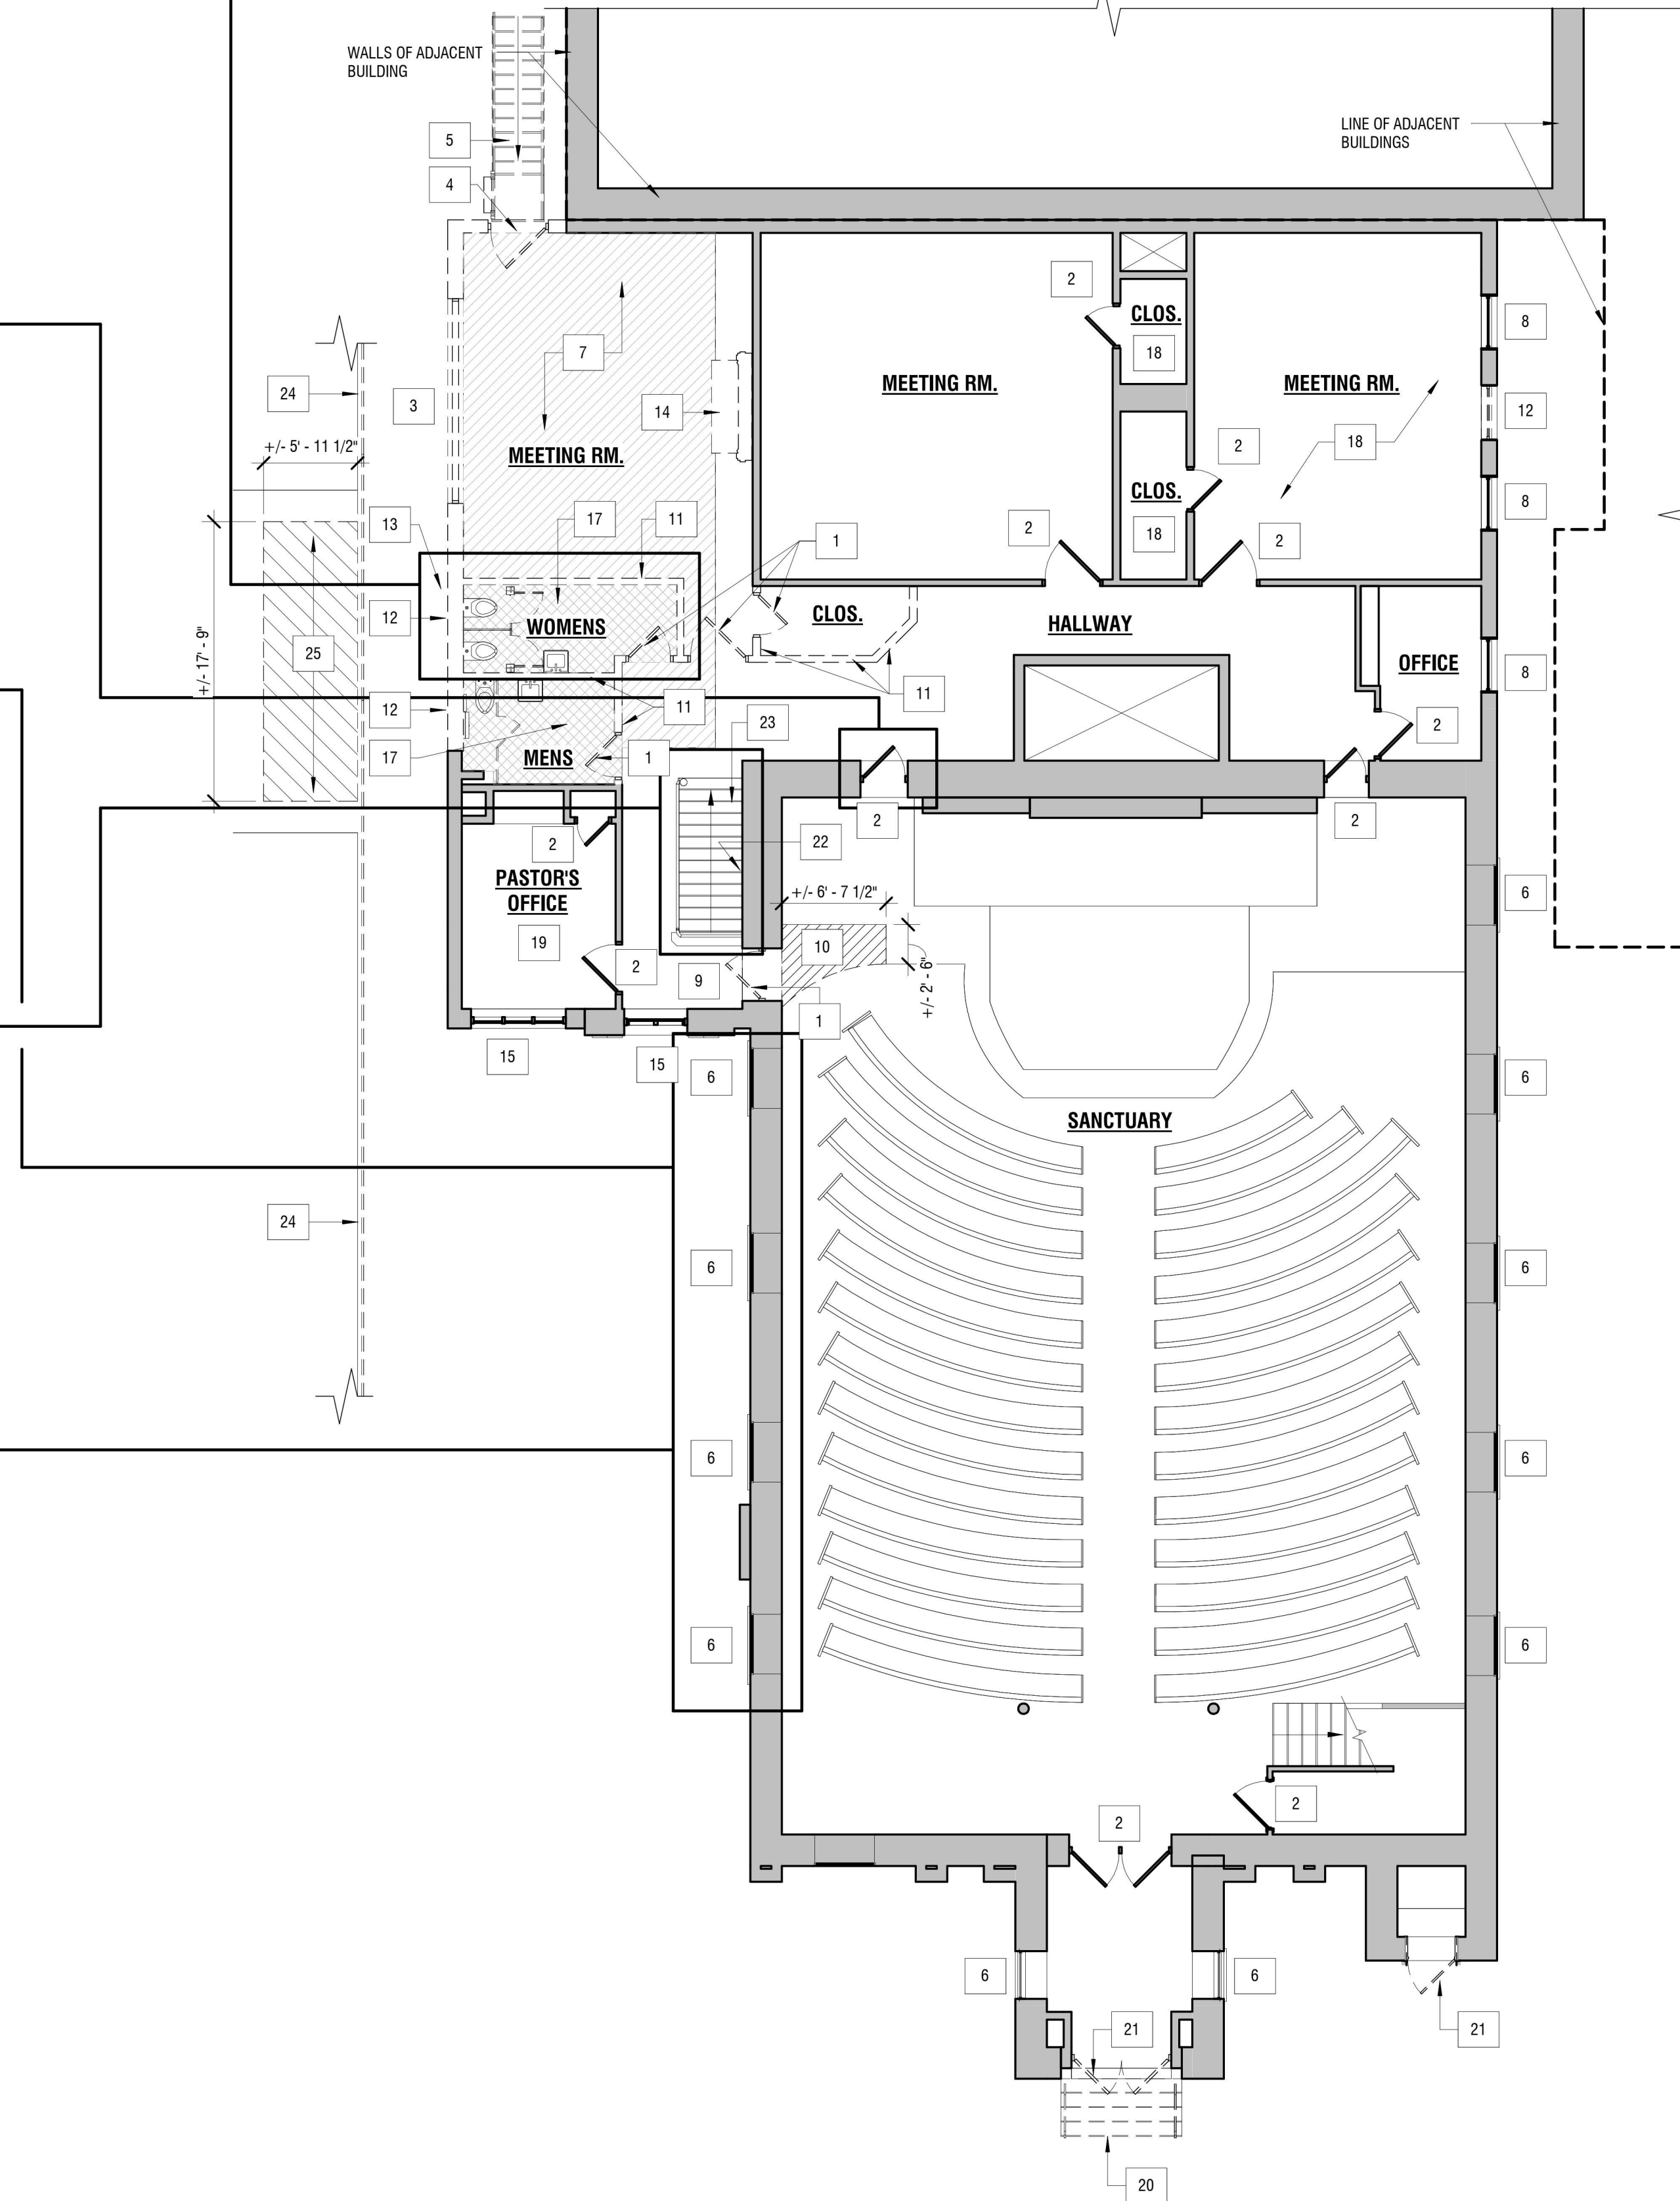 WALLS OF ADJACENT
BUILDING
LINE OF ADJACENT
BUILDINGS
5
4
2
CLOS.
18
8
7
24
3
14
MEETING RM.
MEETING RM.
12
+/- 5' - 11 1/2"
MEETING RM.
2
18
CLOS.
8
13
17
11
1
2
18
2
12
WOMENS
CLOS.
HALLWAY
25
+/- 17' - 9"
OFFICE
8
12
11
11
23
2
17
MENS
1
2
2
2
22
PASTOR'S
OFFICE
+/- 6' - 7 1/2"
6
19
10
2
9
+/- 2' - 6"
1
15
15
6
6
SANCTUARY
24
6
6
6
6
6
6
2
2
6
6
21
21
20